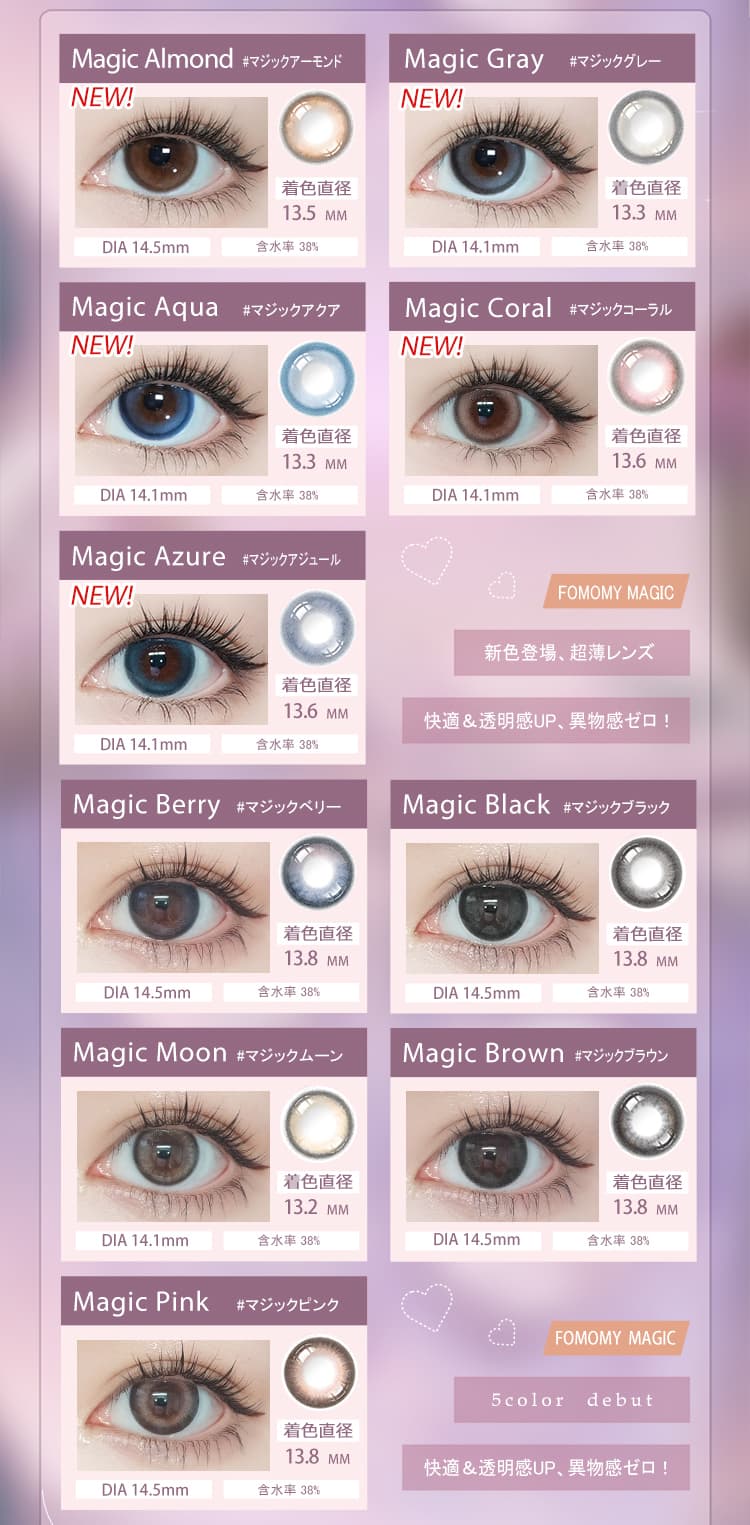 Magic Almond #マジックアーモンド
NEW!
着色直径
13.5 MM
DIA 14.5mm 含水率 38%
Magic Gray #マジックグレー
NEW!
着色直径
13.3 MM
DIA 14.1mm 含水率 38%
Magic Aqua #マジックアクア
NEW!
着色直径
13.3 MM
DIA 14.1mm 含水率 38%
Magic Coral #マジックコーラル
NEW!
着色直径
13.6 MM
DIA 14.1mm 含水率 38%
Magic Azure #マジックアジュール
NEW!
着色直径
13.6 MM
DIA 14.1mm 含水率 38%
FOMOMY MAGIC
新色登場、超薄レンズ
快適＆透明感UP、異物感ゼロ！
Magic Berry #マジックベリー
着色直径
13.8 MM
DIA 14.5mm 含水率 38%
Magic Black #マジックブラック
着色直径
13.8 MM
DIA 14.5mm 含水率 38%
Magic Moon #マジックムーン
着色直径
13.2 MM
DIA 14.1mm 含水率 38%
Magic Brown #マジックブラウン
着色直径
13.8 MM
DIA 14.5mm 含水率 38%
Magic Pink #マジックピンク
着色直径
13.8 MM
DIA 14.5mm 含水率 38%
FOMOMY MAGIC
5color debut
快適＆透明感UP、異物感ゼロ！